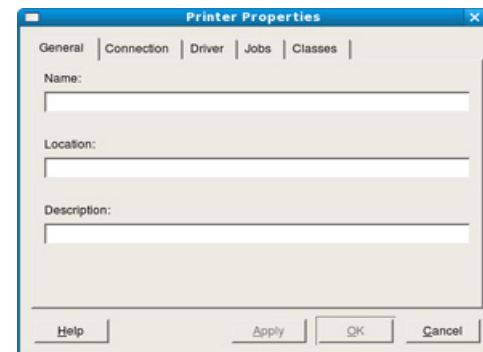 Printer Properties
General Connection Driver Jobs Classes
Name:
Location:
Description:
Help Apply OK Cancel